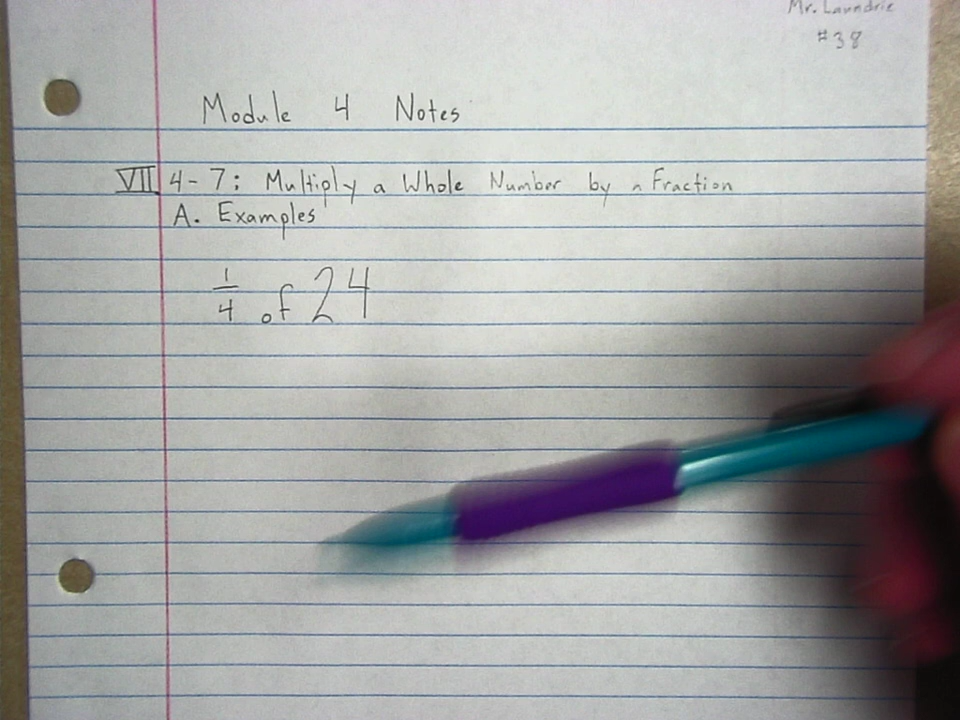 Mr. Laundrie
#38
Module 4 Notes
VII 4-7: Multiply a Whole Number by a Fraction
A. Examples
1/4 of 24